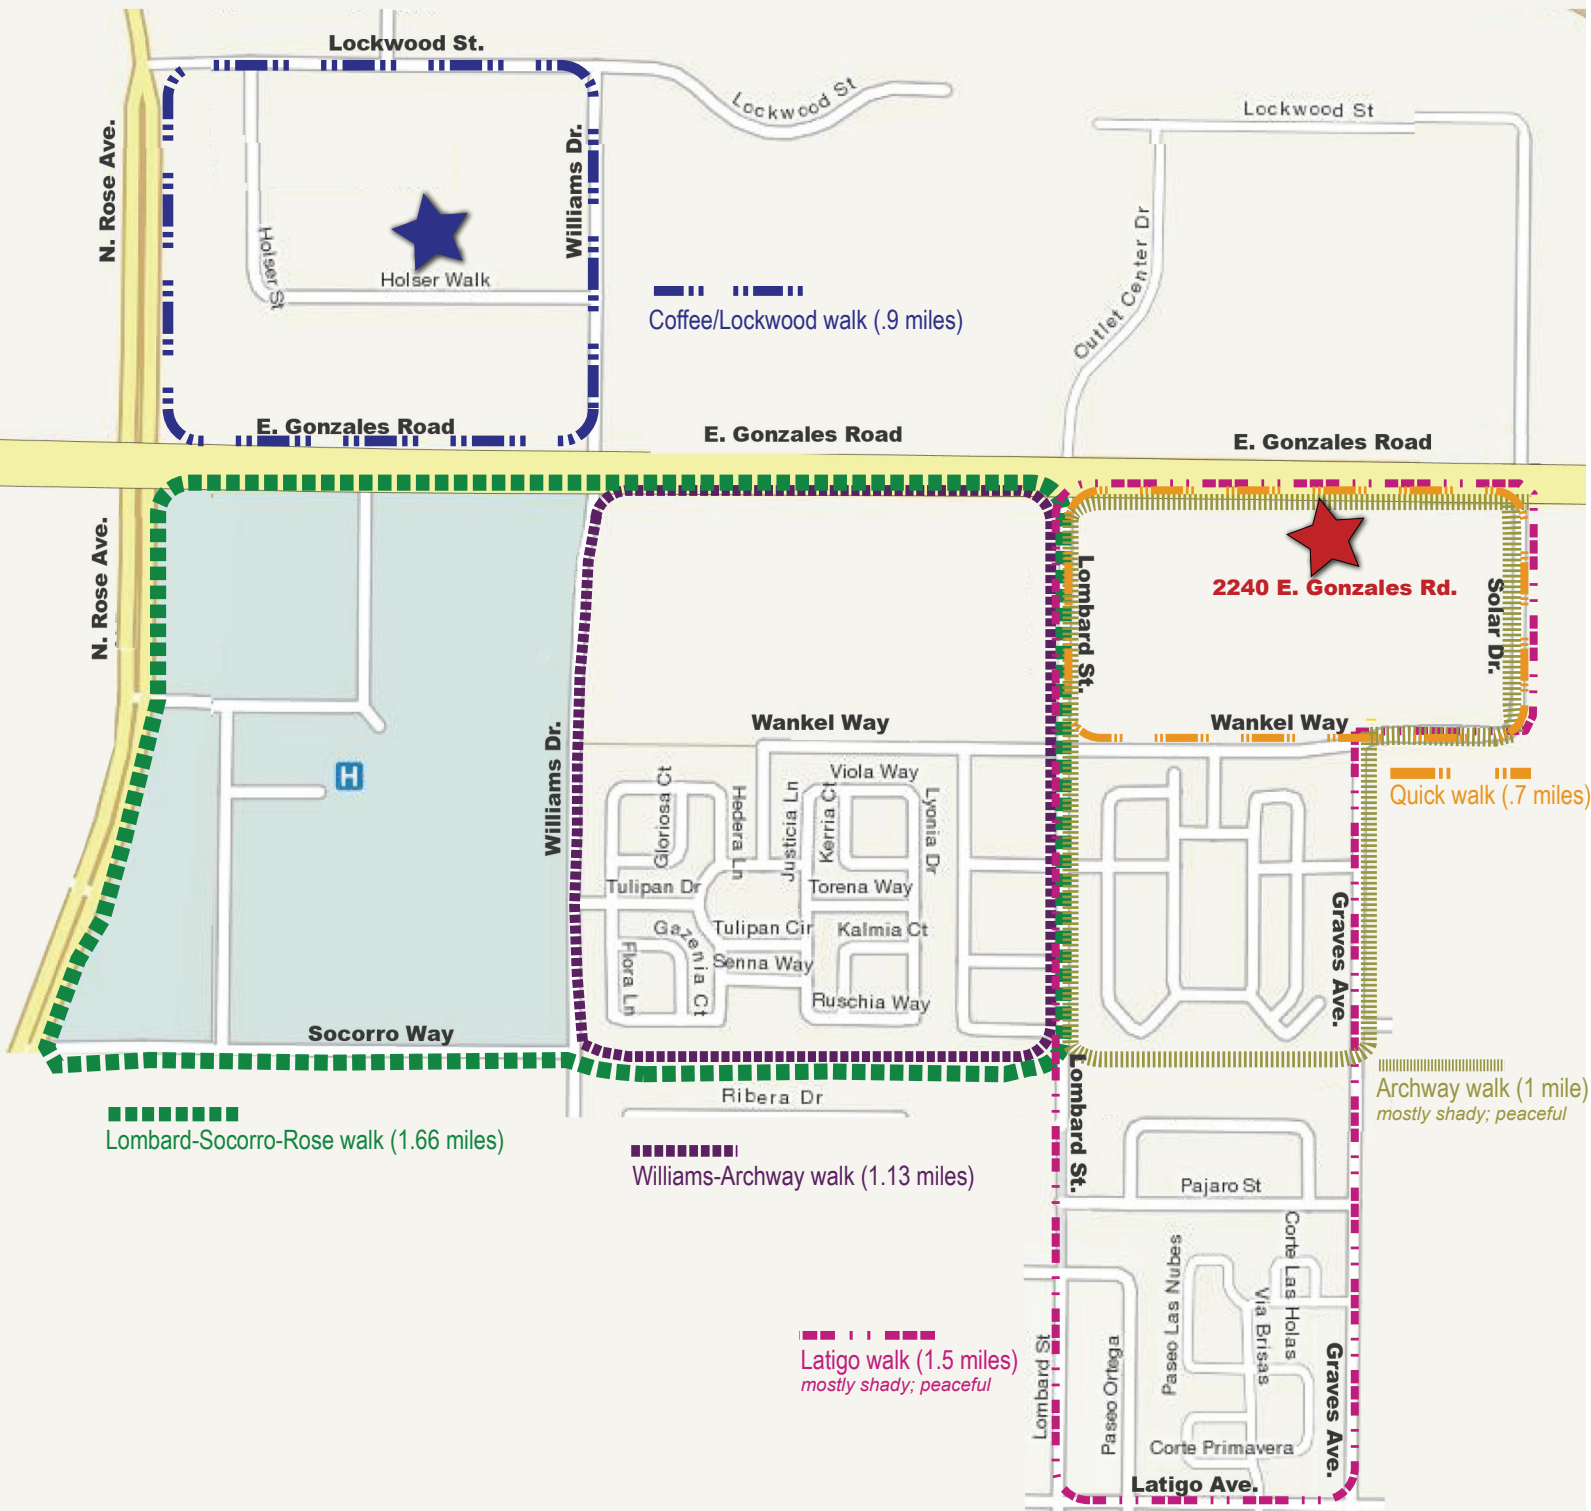 Lockwood St.
N. Rose Ave.
Williams Dr.
Lockwood St
Lockwood St
Holser St
Holser Walk
Outlet Center Dr
Coffee/Lockwood walk (.9 miles)
E. Gonzales Road
E. Gonzales Road
E. Gonzales Road
N. Rose Ave.
Lombard St.
2240 E. Gonzales Rd.
Solar Dr.
Wankel Way
Wankel Way
Williams Dr.
H
Quick walk (.7 miles)
Gloriosa Ct
Hedera Ln
Justicia Ln
Kerria Ct
Viola Way
Lyonia Dr
Tulipan Dr
Torena Way
Gazenia Ct
Tulipan Cir
Kalmia Ct
Flora Ln
Senna Way
Ruschia Way
Graves Ave.
Socorro Way
Lombard St.
Archway walk (1 mile)
mostly shady; peaceful
Ribera Dr
Lombard-Socorro-Rose walk (1.66 miles)
Williams-Archway walk (1.13 miles)
Pajaro St
Paseo Las Nubes
Corte Las Holas
Via Brisas
Latigo walk (1.5 miles)
mostly shady; peaceful
Lombard St
Paseo Ortega
Graves Ave.
Corte Primavera
Latigo Ave.